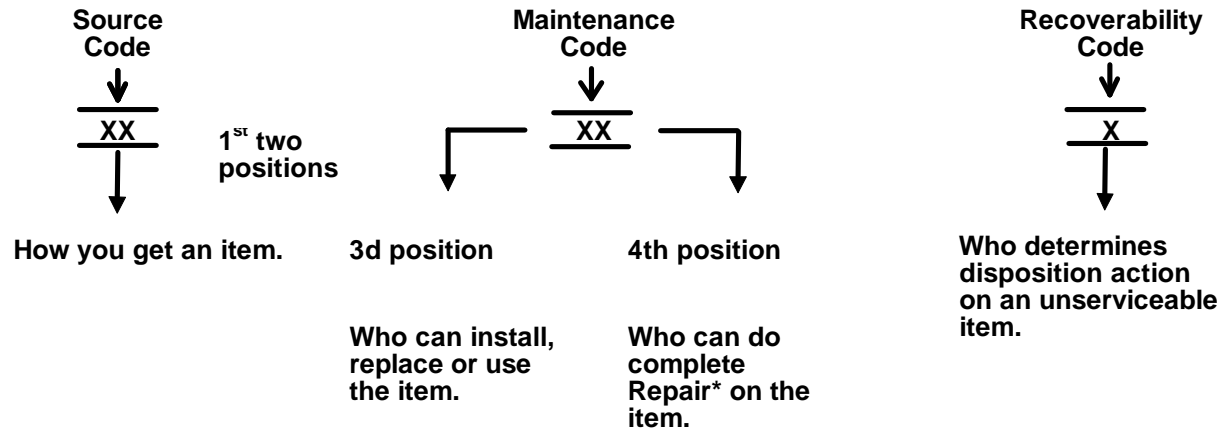 Source
Code
XX
1st two
positions
How you get an item.
Maintenance
Code
XX
3d position
Who can install,
replace or use
the item.
4th position
Who can do
complete
Repair* on the
item.
Recoverability
Code
X
Who determines
disposition action
on an unserviceable
item.